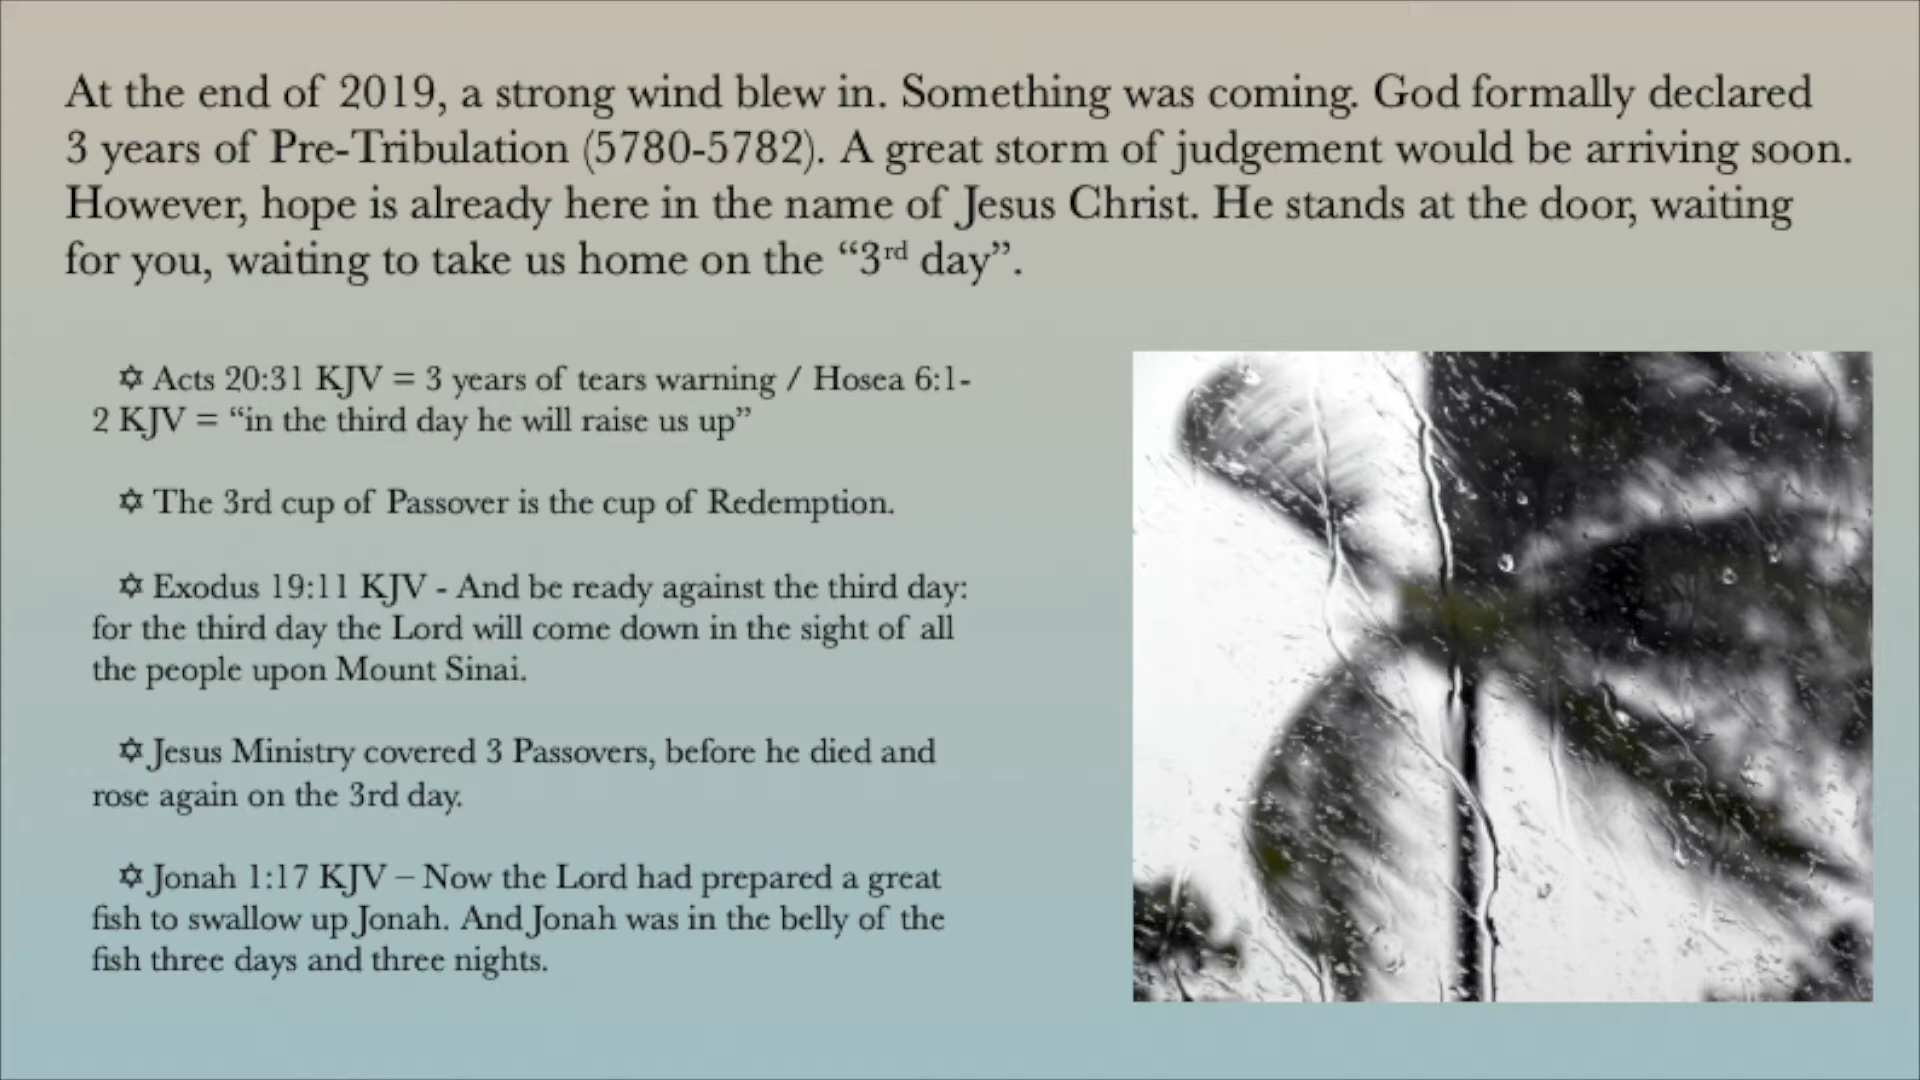 At the end of 2019, a strong wind blew in. Something was coming. God formally declared
3 years of Pre-Tribulation (5780-5782). A great storm of judgement would be arriving soon.
However, hope is already here in the name of Jesus Christ. He stands at the door, waiting
for you, waiting to take us home on the “3rd day”.
✡ Acts 20:31 KJV = 3 years of tears warning / Hosea 6:1-
2 KJV = “in the third day he will raise us up”
✡ The 3rd cup of Passover is the cup of Redemption.
✡ Exodus 19:11 KJV - And be ready against the third day:
for the third day the Lord will come down in the sight of all
the people upon Mount Sinai.
✡ Jesus Ministry covered 3 Passovers, before he died and
rose again on the 3rd day.
✡ Jonah 1:17 KJV – Now the Lord had prepared a great
fish to swallow up Jonah. And Jonah was in the belly of the
fish three days and three nights.